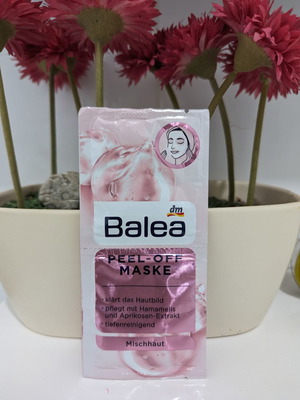 dm
Balea
PEEL-OFF
MASKE
• klärt das Hautbild
• pflegt mit Hamamelis
und Aprikosen-Extrakt
• tiefenreinigend
Mischhaut